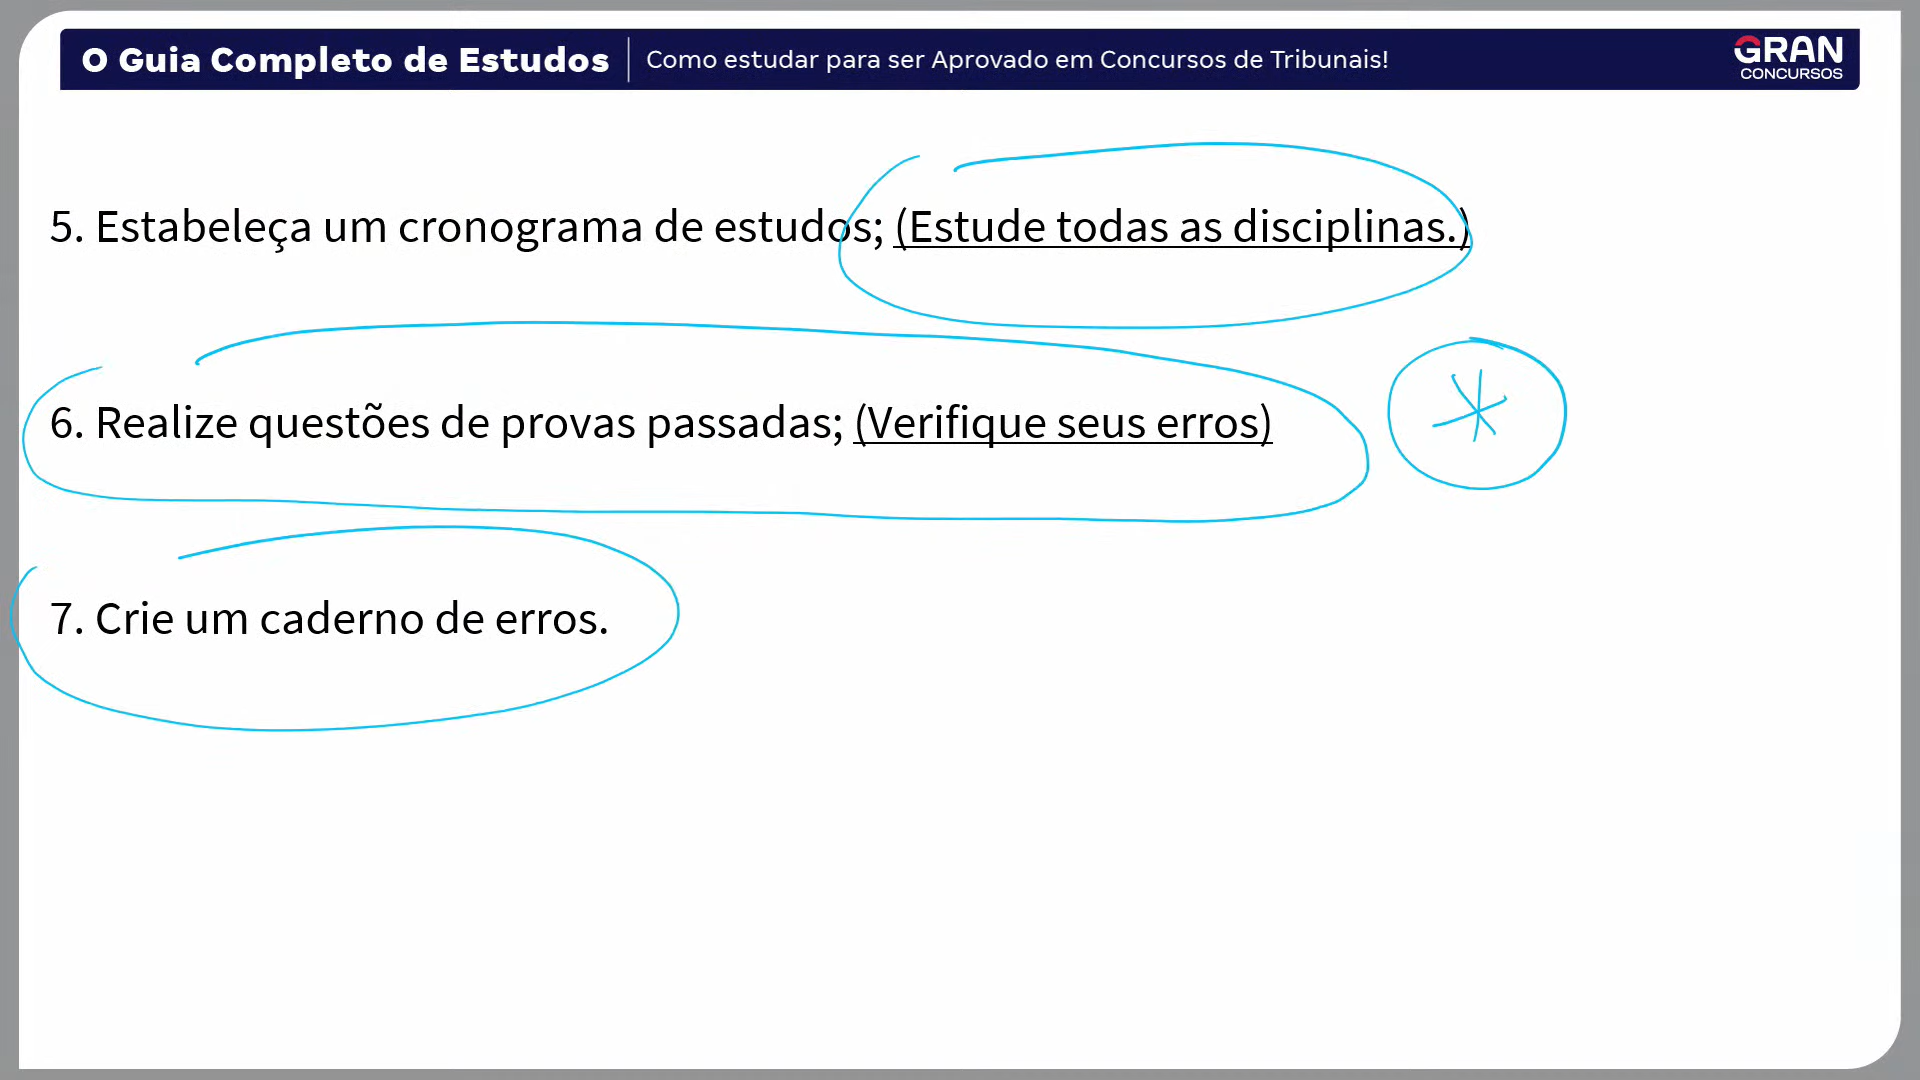 O Guia Completo de Estudos | Como estudar para ser Aprovado em Concursos de Tribunais!
GRAN
CONCURSOS
5. Estabeleça um cronograma de estudos; (Estude todas as disciplinas.)
6. Realize questões de provas passadas; (Verifique seus erros)
7. Crie um caderno de erros.